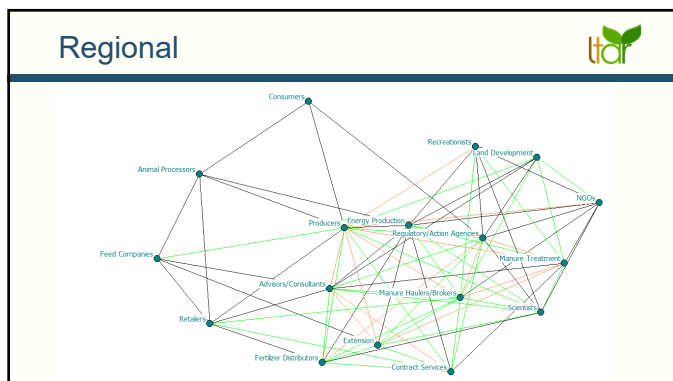 Regional
ltar
Consumers
Recreationists
Land Development
Animal Processors
NGOs
Producers
Energy Production
Regulatory/Action Agencies
Feed Companies
Manure Treatment
Advisors/Consultants
Manure Haulers/Brokers
Scientists
Retailers
Extension
Fertilzer Distributors
Contract Services